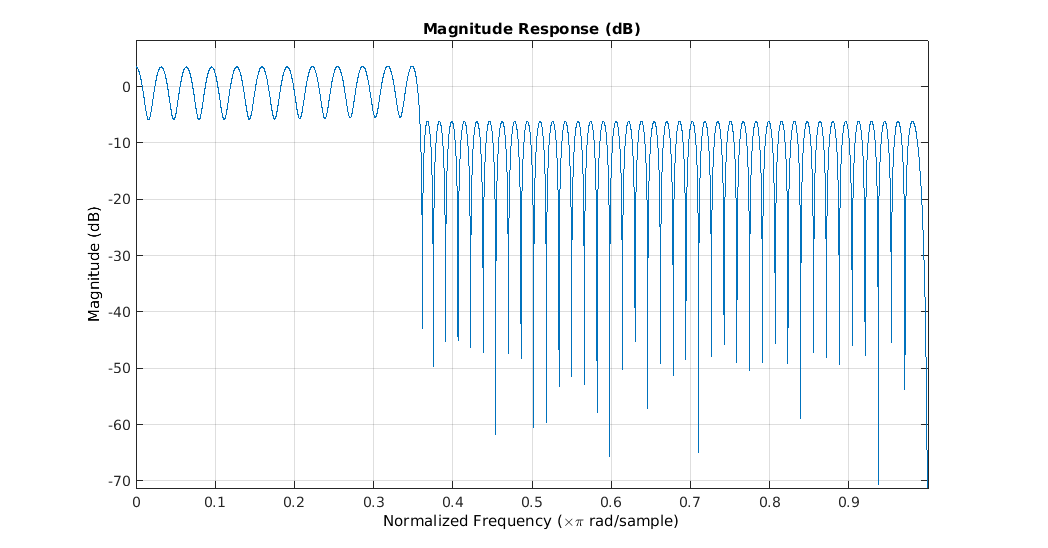 Magnitude Response (dB)
Magnitude (dB)
0
-10
-20
-30
-40
-50
-60
-70
0 0.1 0.2 0.3 0.4 0.5 0.6 0.7 0.8 0.9
Normalized Frequency (×π rad/sample)